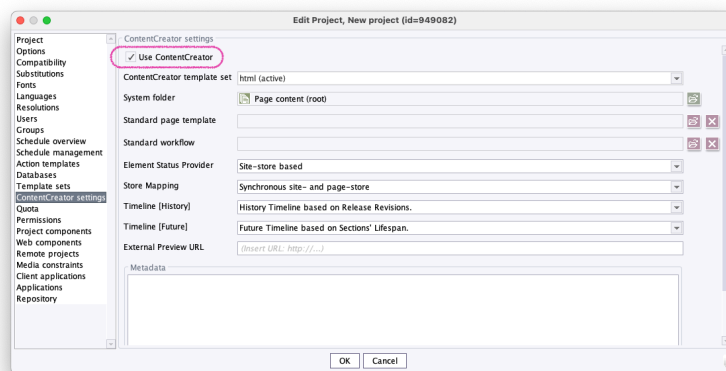 Edit Project, New project (id=949082)
Project
Options
Compatibility
Substitutions
Fonts
Languages
Resolutions
Users
Groups
Schedule overview
Schedule management
Action templates
Databases
Template sets
ContentCreator settings
Quota
Permissions
Project components
Web components
Remote projects
Media constraints
Client applications
Applications
Repository
ContentCreator settings
Use ContentCreator
ContentCreator template set html (active)
System folder Page content (root)
Standard page template
Standard workflow
Element Status Provider Site-store based
Store Mapping Synchronous site- and page-store
Timeline [History] History Timeline based on Release Revisions.
Timeline [Future] Future Timeline based on Sections' Lifespan.
External Preview URL (Insert URL: http://...)
Metadata
OK Cancel